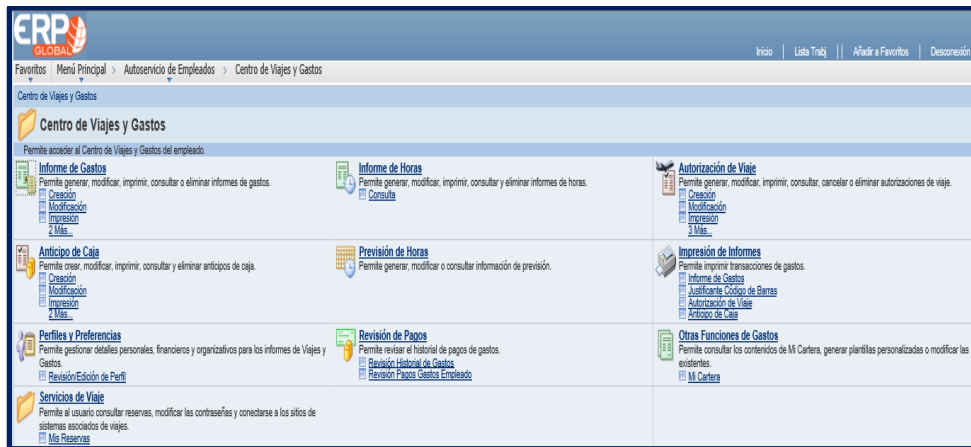 ERP
GLOBAL
Inicio | Lista Trabj || Añadir a Favoritos | Desconexión
Favoritos | Menú Principal > Autoservicio de Empleados > Centro de Viajes y Gastos
Centro de Viajes y Gastos
Centro de Viajes y Gastos
Permite acceder al Centro de Viajes y Gastos del empleado.
Informe de Gastos
Permite generar, modificar, imprimir, consultar o eliminar informes de gastos.
Creación
Modificación
Impresión
2 Más...
Informe de Horas
Permite generar, modificar, imprimir, consultar y eliminar informes de horas.
Consulta
Autorización de Viaje
Permite generar, modificar, imprimir, consultar, cancelar o eliminar autorizaciones de viaje.
Creación
Modificación
Impresión
3 Más...
Anticipo de Caja
Permite crear, modificar, imprimir, consultar y eliminar anticipos de caja.
Creación
Modificación
Impresión
2 Más...
Previsión de Horas
Permite generar, modificar o consultar información de previsión.
Impresión de Informes
Permite imprimir transacciones de gastos.
Informe de Gastos
Justificante Código de Barras
Autorización de Viaje
Anticipo de Caja
Perfiles y Preferencias
Permite gestionar detalles personales, financieros y organizativos para los informes de Viajes y
Gastos.
Revisión/Edición de Perfil
Revisión de Pagos
Permite revisar el historial de pagos de gastos.
Revisión Historial de Gastos
Revisión Pagos Gastos Empleado
Otras Funciones de Gastos
Permite consultar los contenidos de Mi Cartera, generar plantillas personalizadas o modificar las
existentes.
Mi Cartera
Servicios de Viaje
Permite al usuario consultar reservas, modificar las contraseñas y conectarse a los sitios de
sistemas asociados de viajes.
Mis Reservas